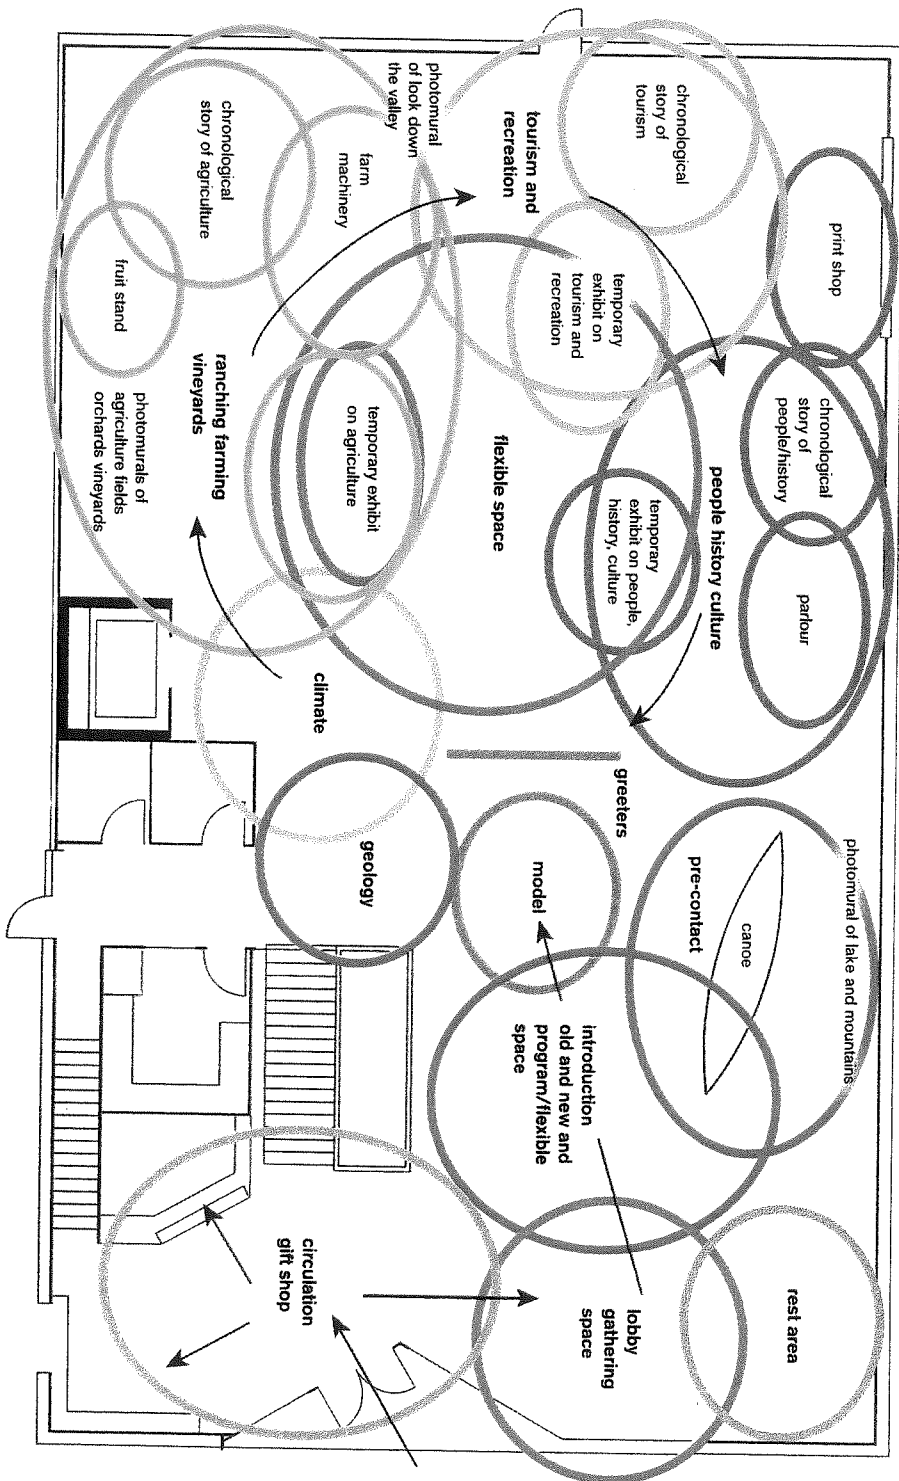 photomural
of look down
the valley
chronological
story of agriculture
farm
machinery
fruit stand
tourism and
recreation
chronological
story of
tourism
print shop
temporary
exhibit on
tourism and
recreation
ranching farming
vineyards
photomurals of
agriculture fields
orchards vineyards
temporary exhibit
on agriculture
flexible space
chronological
story of
people/history
people history culture
temporary
exhibit on people,
history, culture
parlour
climate
greeters
geology
model
pre-contact
canoe
photomural of lake and mountains
introduction
old and new and
program/flexible
space
circulation
gift shop
lobby
gathering
space
rest area